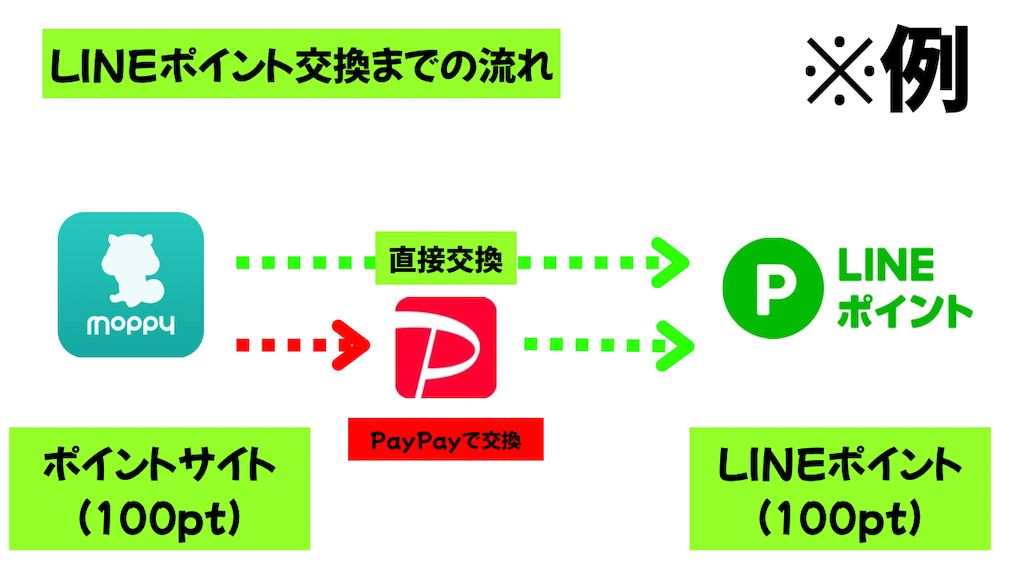 LINEポイント交換までの流れ
※例
直接交換
moppy
P
LINE
ポイント
P
PayPayで交換
ポイントサイト
(100pt)
LINEポイント
(100pt)